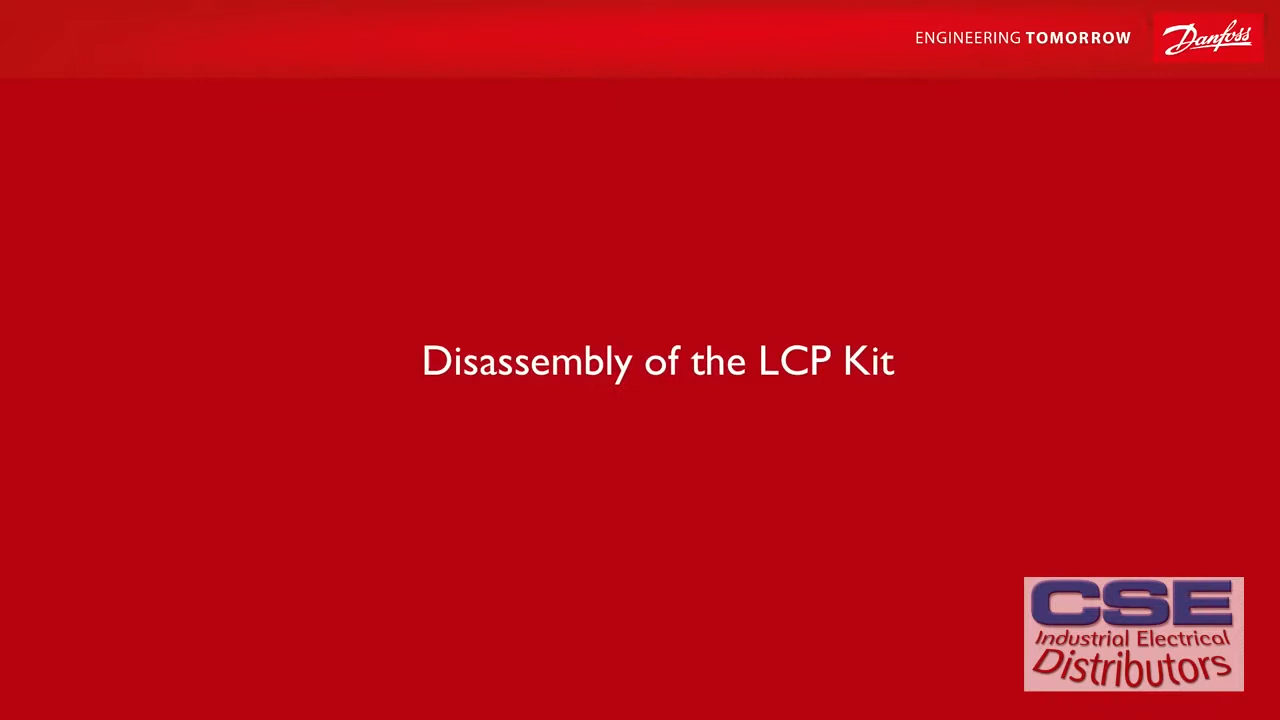 ENGINEERING TOMORROW
Danfoss
Disassembly of the LCP Kit
CSE
Industrial Electrical
Distributors